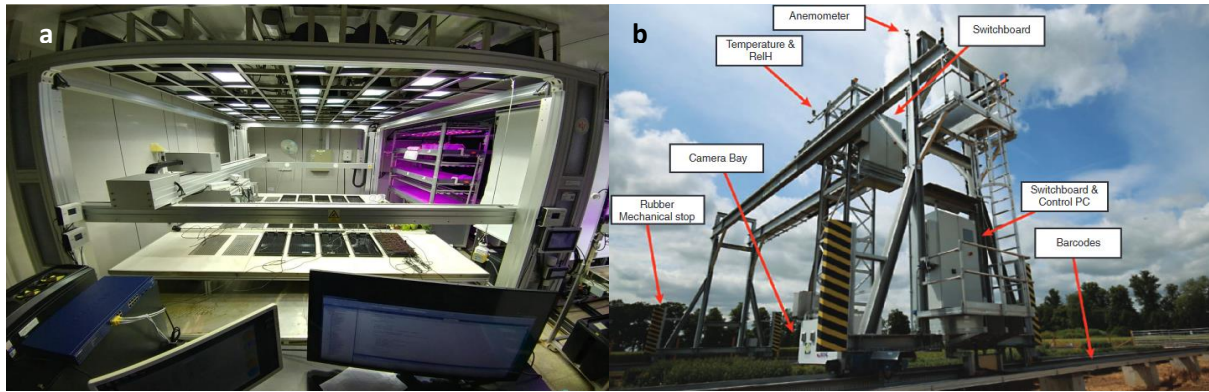 a
b
Anemometer
Switchboard
Temperature &
RelH
Camera Bay
Rubber
Mechanical stop
Switchboard &
Control PC
Barcodes